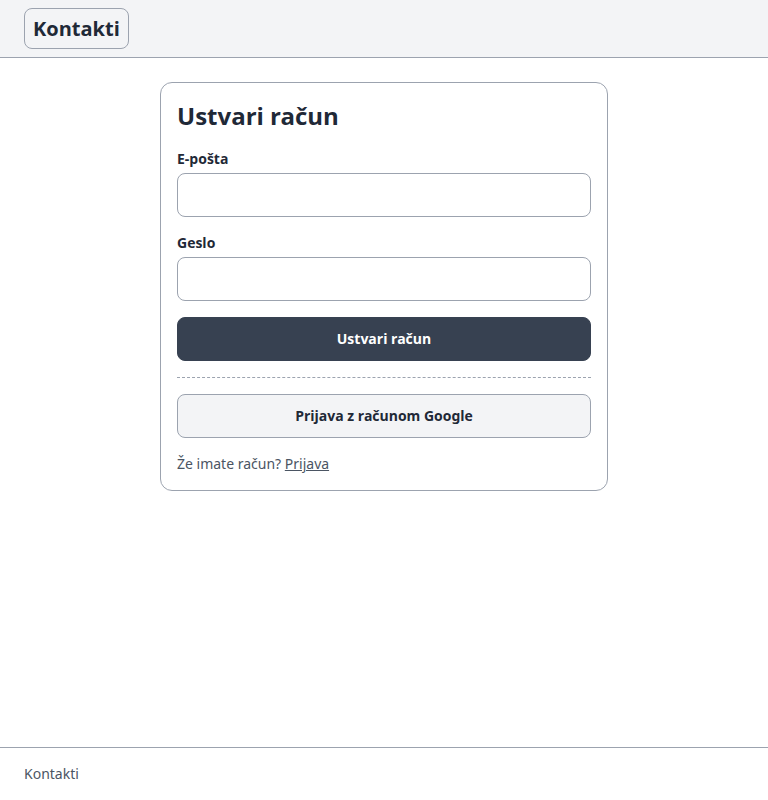 Kontakti
Ustvari račun
E-pošta
Geslo
Ustvari račun
Prijava z računom Google
Že imate račun? Prijava
Kontakti